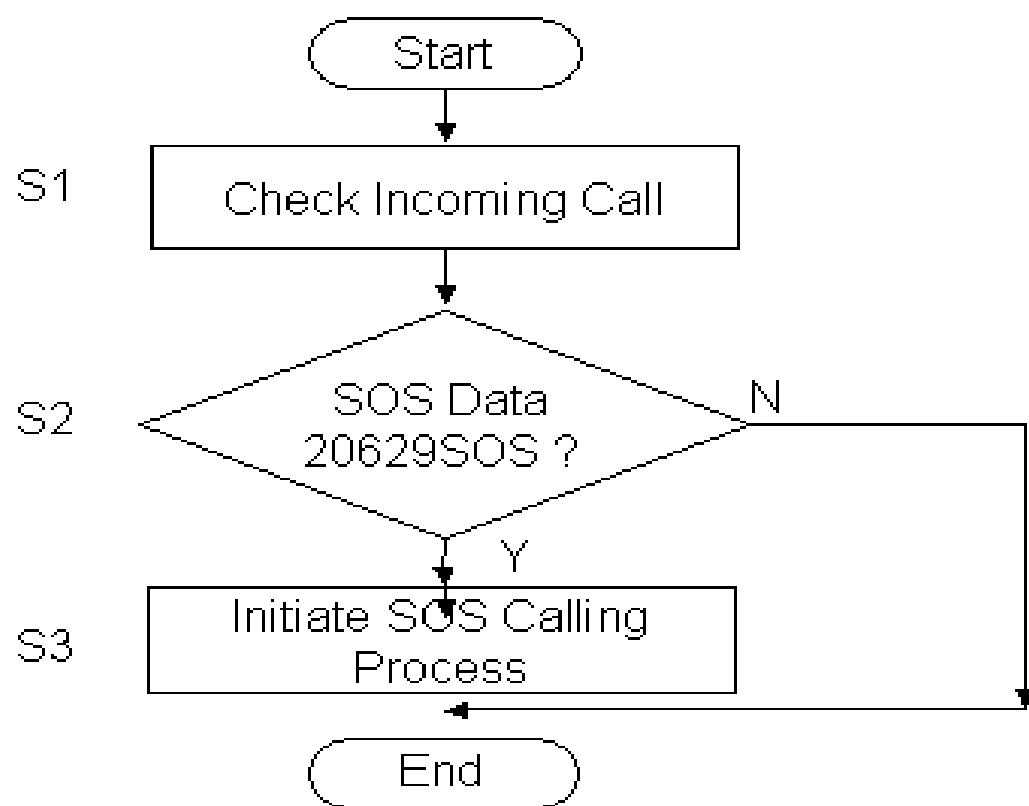 Start
S1
Check Incoming Call
S2
SOS Data
20629SOS ?
N
Y
S3
Initiate SOS Calling
Process
End